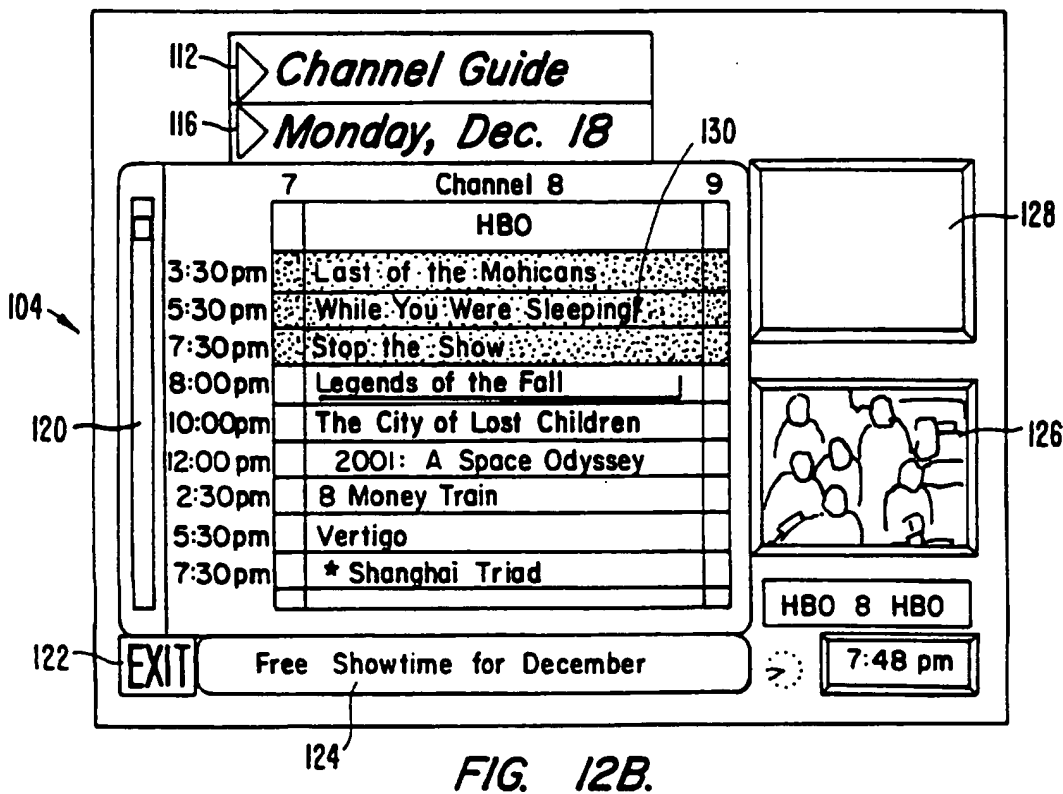 112
Channel Guide
116
Monday, Dec. 18
130
7 Channel 8 9
HBO
128
3:30pm Last of the Mohicans
104
5:30pm While You Were Sleeping
7:30pm Stop the Show
8:00pm Legends of the Fall
120
10:00pm The City of Lost Children
126
12:00 pm 2001: A Space Odyssey
2:30pm 8 Money Train
5:30pm Vertigo
7:30pm * Shanghai Triad
HBO 8 HBO
122
EXIT
Free Showtime for December
7:48 pm
124
FIG. 12B.